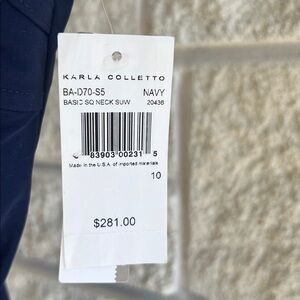 KARLA COLLETTO
BA-D70-S5 NAVY
BASIC SQ NECK SUW 20436
83903 00231 5
Made in the U.S.A. of imported materials
10
$281.00